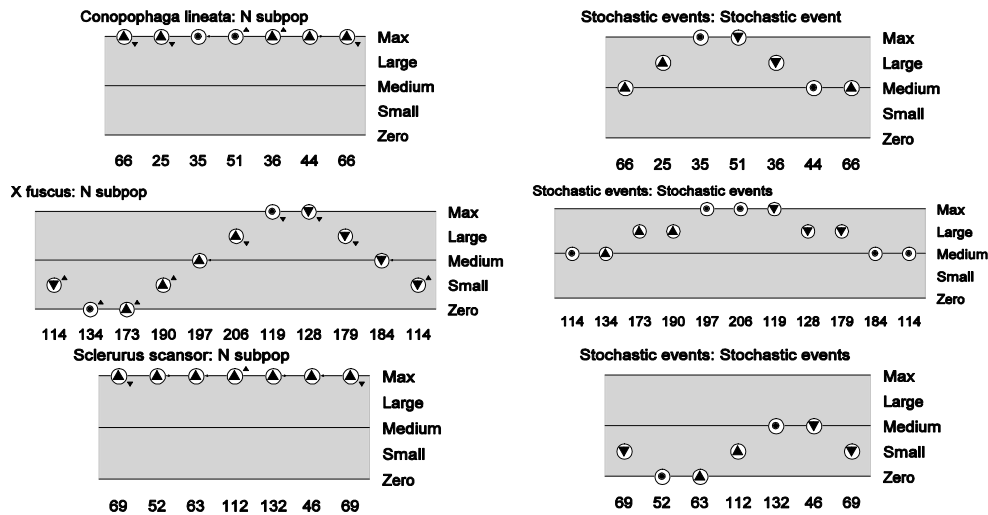 Conopophaga lineata: N subpop
Max
Large
Medium
Small
Zero
66 25 35 51 36 44 66
Stochastic events: Stochastic event
Max
Large
Medium
Small
Zero
66 25 35 51 36 44 66
X fuscus: N subpop
Max
Large
Medium
Small
Zero
114 134 173 190 197 206 119 128 179 184 114
Stochastic events: Stochastic events
Max
Large
Medium
Small
Zero
114 134 173 190 197 206 119 128 179 184 114
Sclerurus scansor: N subpop
Max
Large
Medium
Small
Zero
69 52 63 112 132 46 69
Stochastic events: Stochastic events
Max
Large
Medium
Small
Zero
69 52 63 112 132 46 69